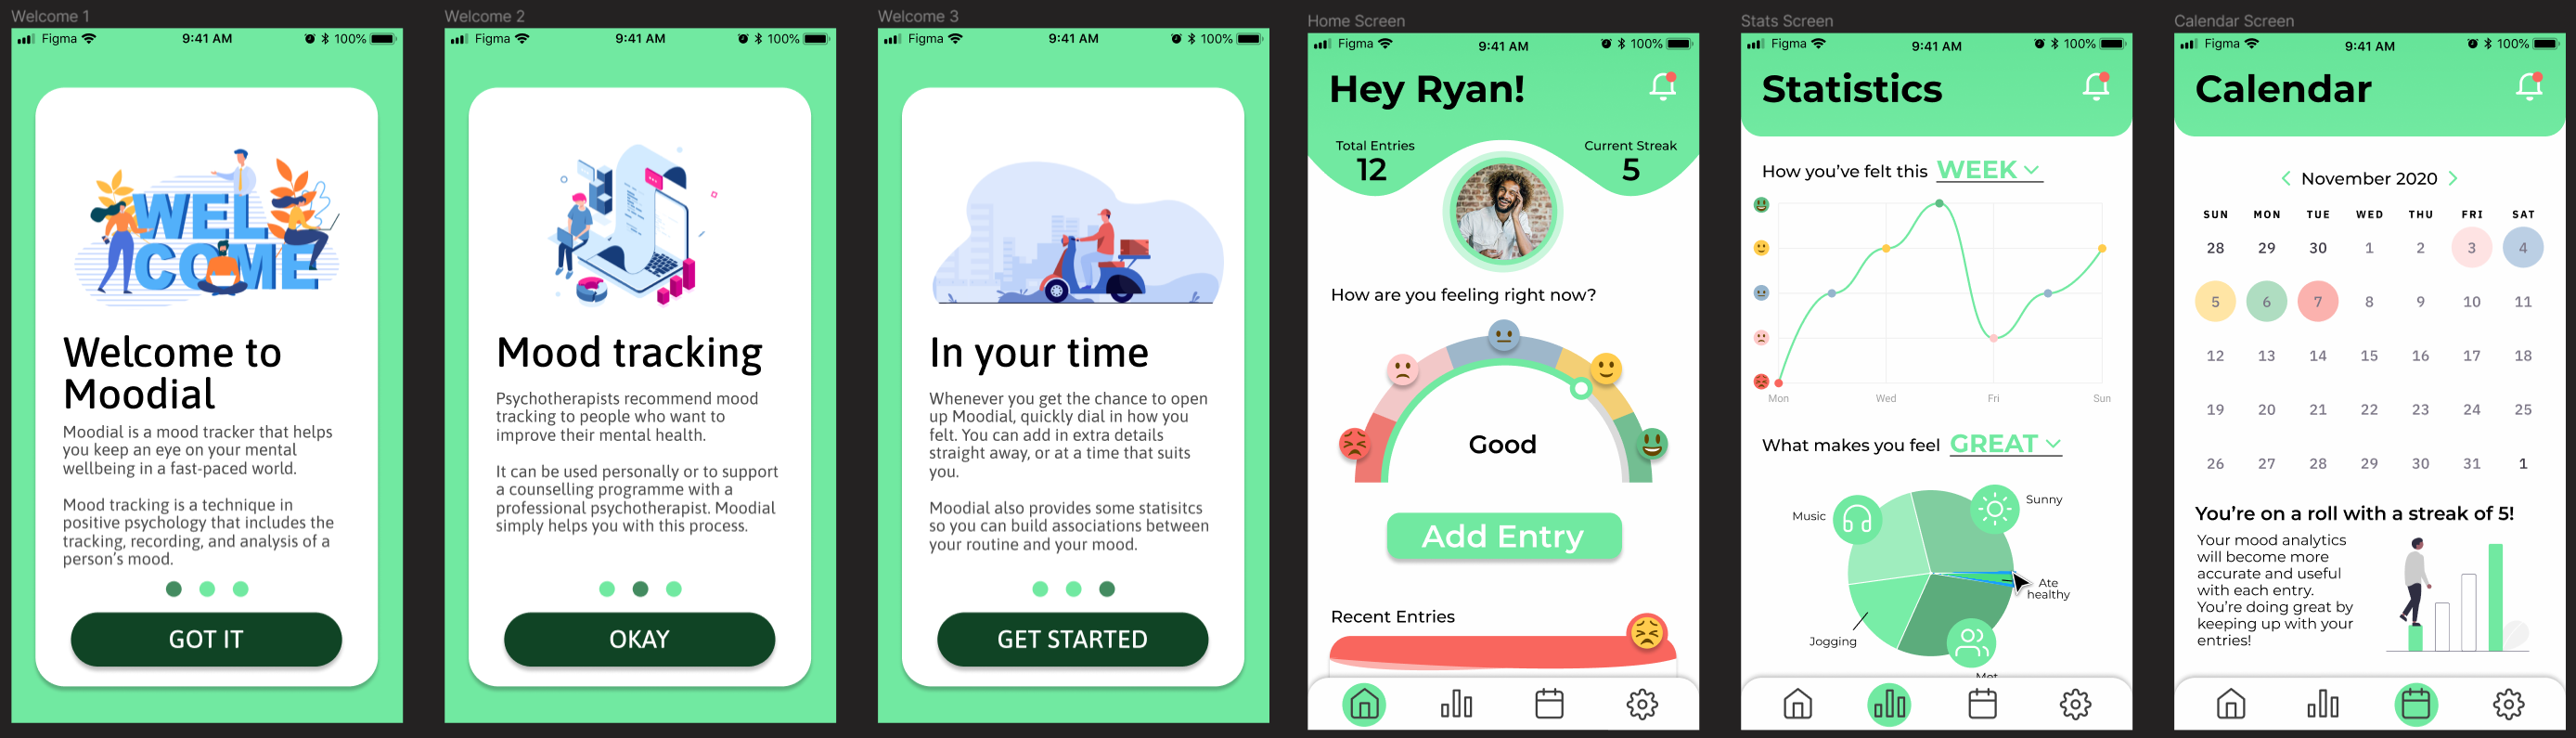 Welcome 1
Figma
9:41 AM
100%
WEL
COME
Welcome to
Moodial
Moodial is a mood tracker that helps
you keep an eye on your mental
wellbeing in a fast-paced world.
Mood tracking is a technique in
positive psychology that includes the
tracking, recording, and analysis of a
person's mood.
GOT IT
Welcome 2
Figma
9:41 AM
100%
Mood tracking
Psychotherapists recommend mood
tracking to people who want to
improve their mental health.
It can be used personally or to support
a counselling programme with a
professional psychotherapist. Moodial
simply helps you with this process.
OKAY
Welcome 3
Figma
9:41 AM
100%
In your time
Whenever you get the chance to open
up Moodial, quickly dial in how you
felt. You can add in extra details
straight away, or at a time that suits
you.
Moodial also provides some statisitcs
so you can build associations between
your routine and your mood.
GET STARTED
Home Screen
Figma
9:41 AM
100%
Hey Ryan!
Total Entries
12
Current Streak
5
How are you feeling right now?
Good
Add Entry
Recent Entries
Stats Screen
Figma
9:41 AM
100%
Statistics
How you've felt this WEEK
Mon Wed Fri Sun
What makes you feel GREAT
Music
Sunny
Ate
healthy
Jogging
Met
Calendar Screen
Figma
9:41 AM
100%
Calendar
November 2020
SUN MON TUE WED THU FRI SAT
28 29 30 1 2 3 4
5 6 7 8 9 10 11
12 13 14 15 16 17 18
19 20 21 22 23 24 25
26 27 28 29 30 31 1
You're on a roll with a streak of 5!
Your mood analytics
will become more
accurate and useful
with each entry.
You're doing great by
keeping up with your
entries!